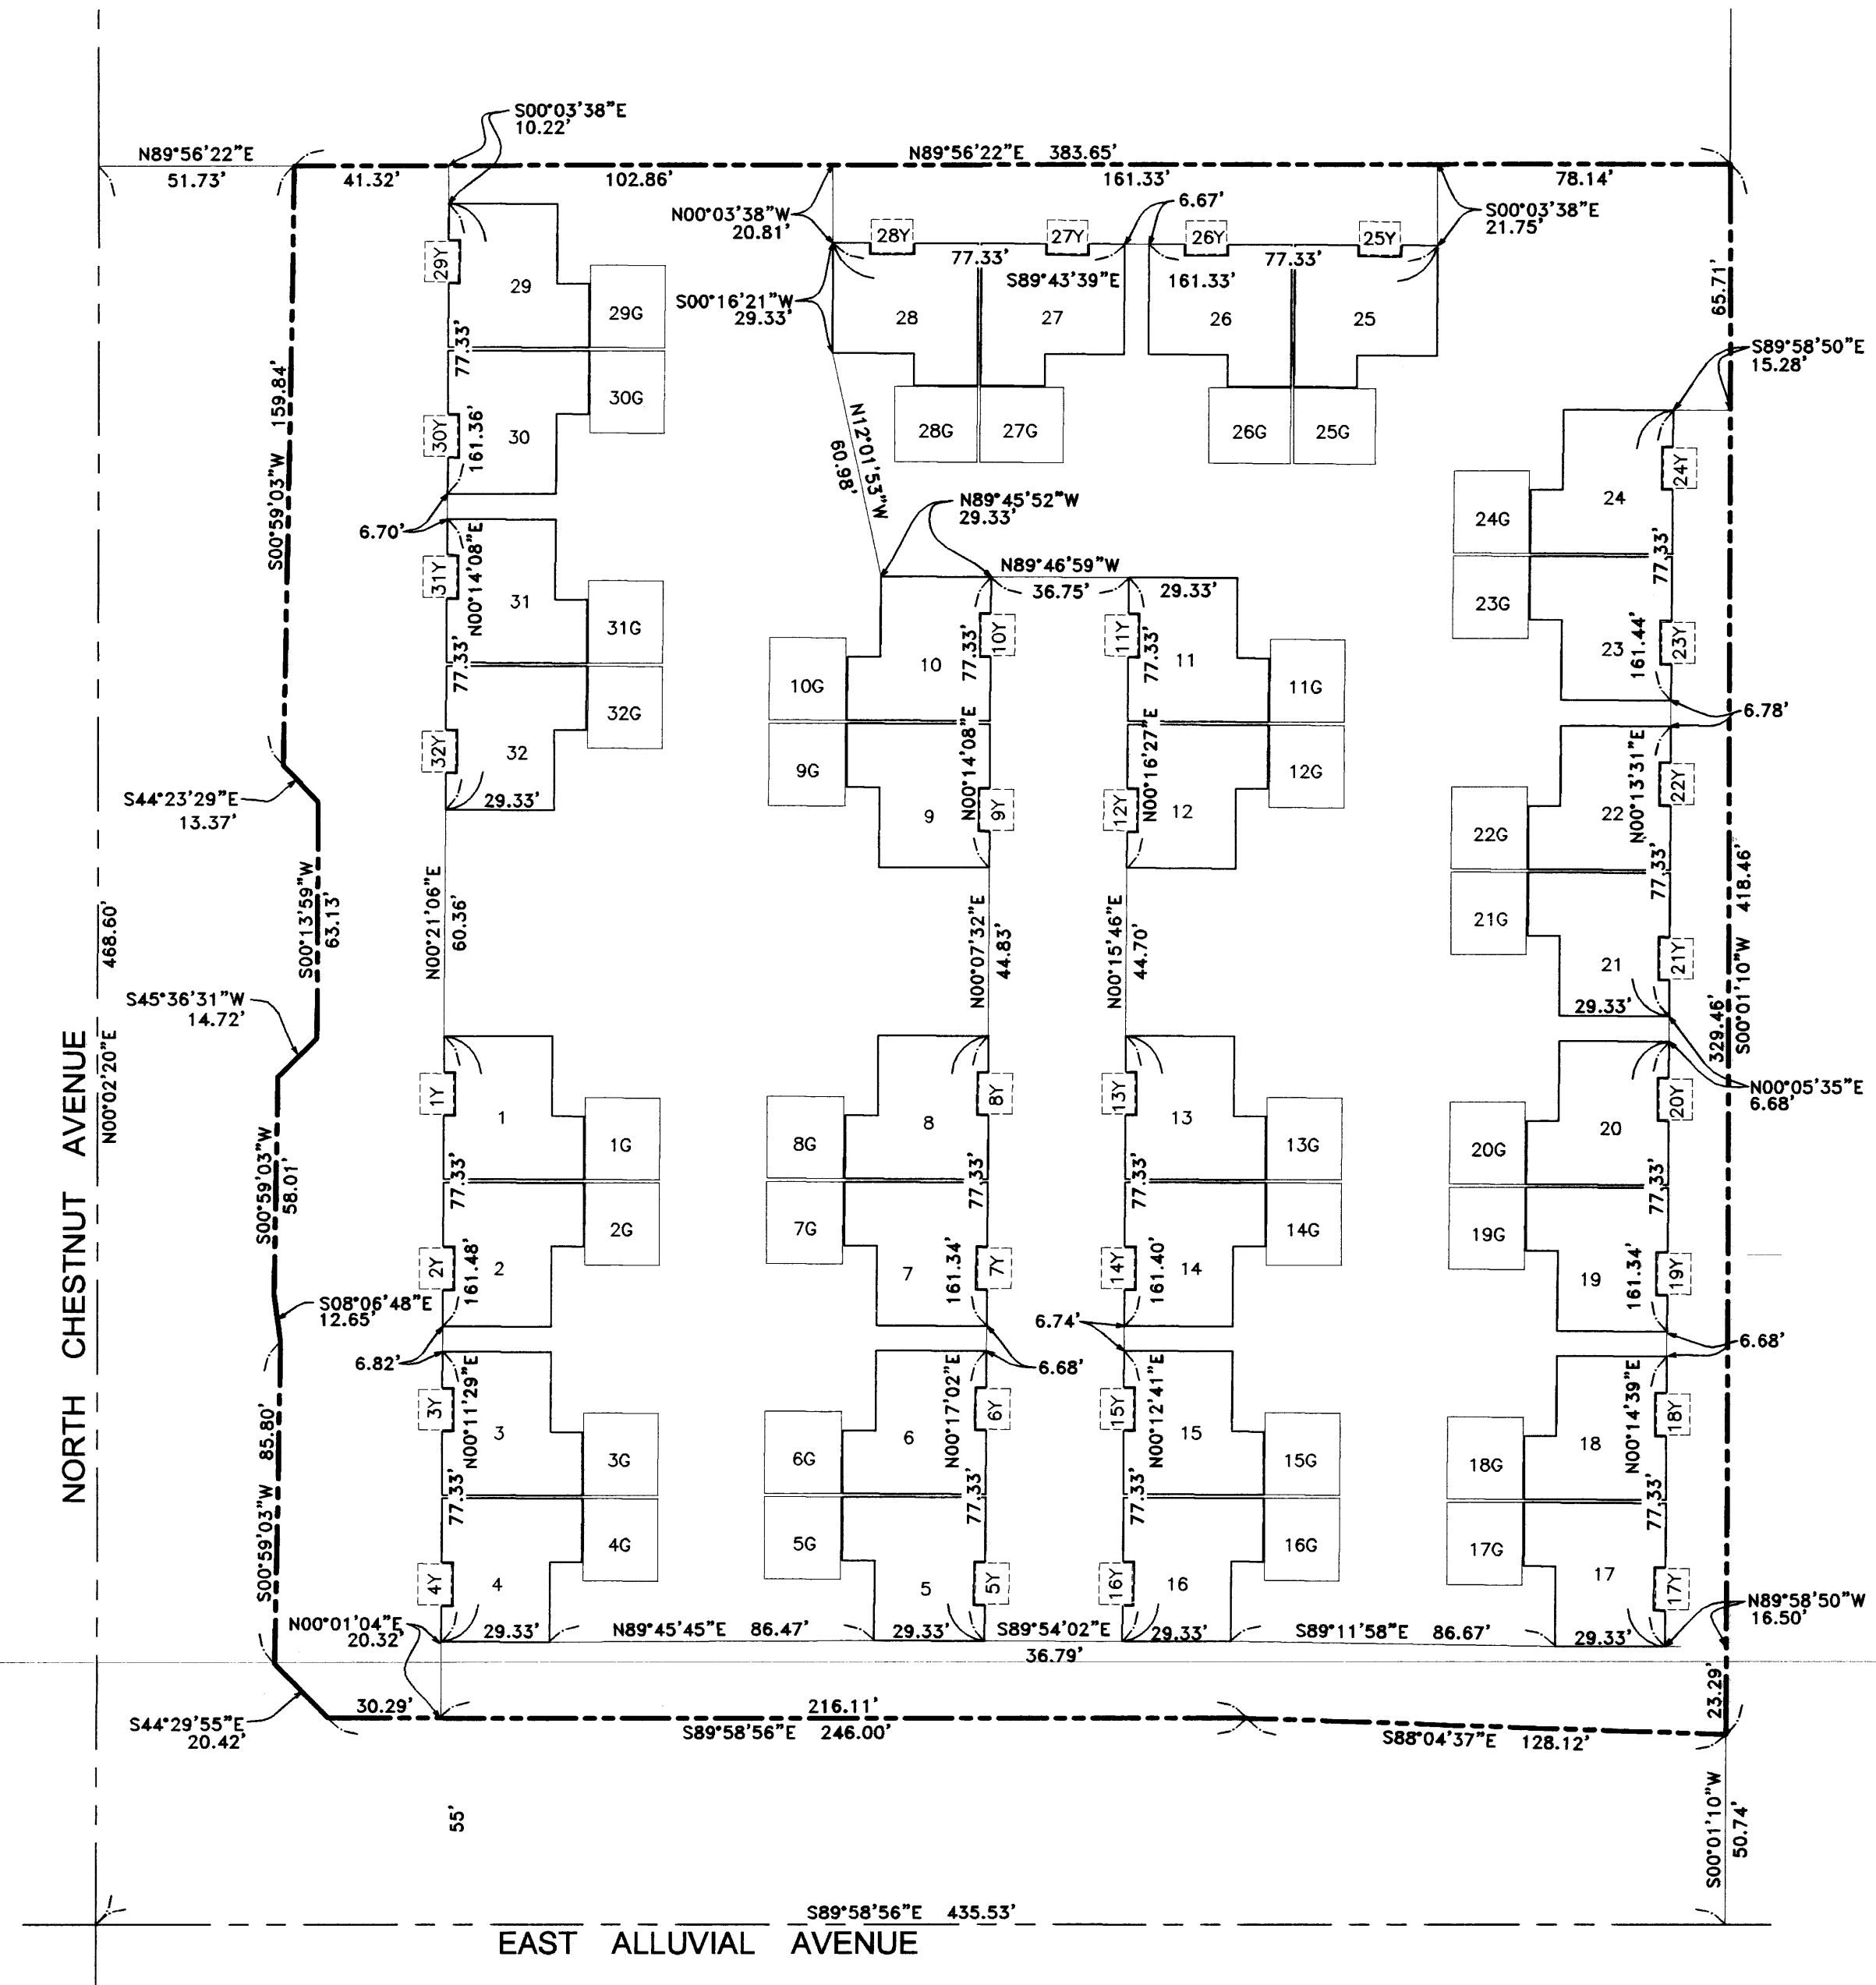 S00°03'38"E
10.22'
N89°56'22"E
51.73'
41.32'
102.86'
N89°56'22"E 383.65'
161.33'
78.14'
N00°03'38"W
20.81'
6.67'
S00°03'38"E
21.75'
28Y
27Y
26Y
25Y
77.33'
77.33'
S89°43'39"E
161.33'
S00°16'21"W
29.33'
28
27
26
25
28G
27G
26G
25G
29Y
29
29G
77.33'
30G
30Y
30
161.36'
6.70'
N00°14'08"E
31Y
31
31G
77.33'
32G
32Y
32
29.33'
S00°59'03"W 159.84'
S44°23'29"E
13.37'
S00°13'59"W
63.13'
S45°36'31"W
14.72'
N00°21'06"E
60.36'
N12°01'53"W
60.98'
N89°45'52"W
29.33'
N89°46'59"W
36.75'
29.33'
10
10Y
77.33'
10G
9G
9
9Y
N00°14'08"E
11Y
77.33'
11
11G
12G
N00°16'27"E
12Y
12
N00°07'32"E
44.83'
N00°15'46"E
44.70'
65.71'
S89°58'50"E
15.28'
24
24Y
24G
77.33'
23G
23
161.44'
23Y
6.78'
N00°13'31"E
22
22Y
22G
77.33'
21G
21
21Y
29.33'
S00°01'10"W 418.46'
329.46'
N00°05'35"E
6.68'
NORTH CHESTNUT AVENUE
N00°02'20"E
468.60'
S00°59'03"W
58.01'
S08°06'48"E
12.65'
S00°59'03"W 85.80'
1Y
1
1G
77.33'
2G
2Y
2
161.48'
6.82'
N00°11'29"E
3Y
3
3G
77.33'
4G
4Y
4
8
8Y
8G
77.33'
7G
7
161.34'
7Y
6.68'
N00°17'02"E
6
6Y
6G
77.33'
5G
5
5Y
13Y
13
13G
77.33'
14G
14Y
14
161.40'
6.74'
N00°12'41"E
15Y
15
15G
77.33'
16G
16Y
16
20
20Y
20G
77.33'
19G
19
161.34'
19Y
6.68'
N00°14'39"E
18
18Y
18G
77.33'
17G
17
17Y
N89°58'50"W
16.50'
N00°01'04"E
20.32'
29.33'
N89°45'45"E 86.47'
29.33'
S89°54'02"E
36.79'
29.33'
S89°11'58"E 86.67'
29.33'
23.29'
S44°29'55"E
20.42'
30.29'
216.11'
S89°58'56"E 246.00'
S88°04'37"E 128.12'
55'
S00°01'10"W
50.74'
S89°58'56"E 435.53'
EAST ALLUVIAL AVENUE